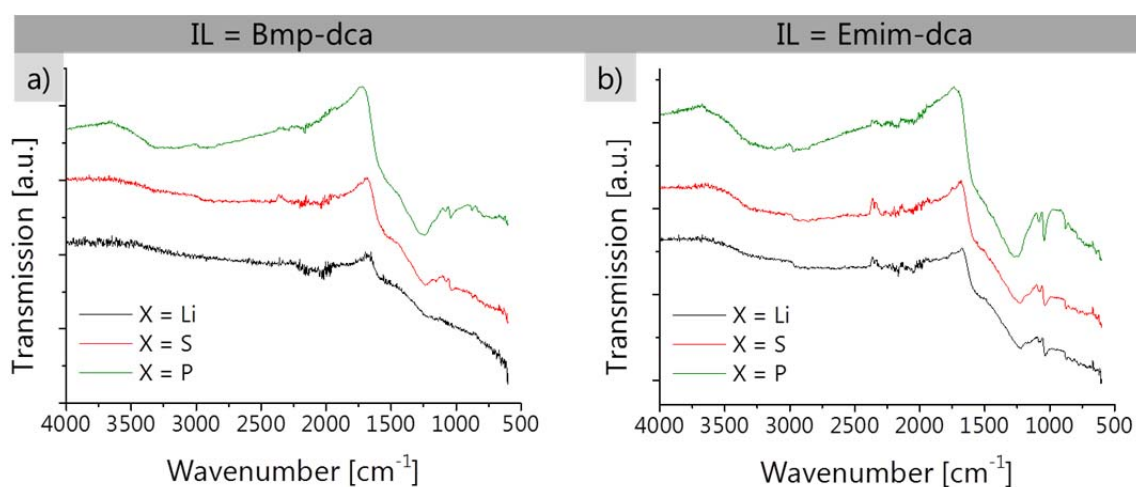 IL = Bmp-dca
a)
Transmission [a.u.]
X = Li
X = S
X = P
4000 3500 3000 2500 2000 1500 1000 500
Wavenumber [cm⁻¹]
IL = Emim-dca
b)
Transmission [a.u.]
X = Li
X = S
X = P
4000 3500 3000 2500 2000 1500 1000 500
Wavenumber [cm⁻¹]